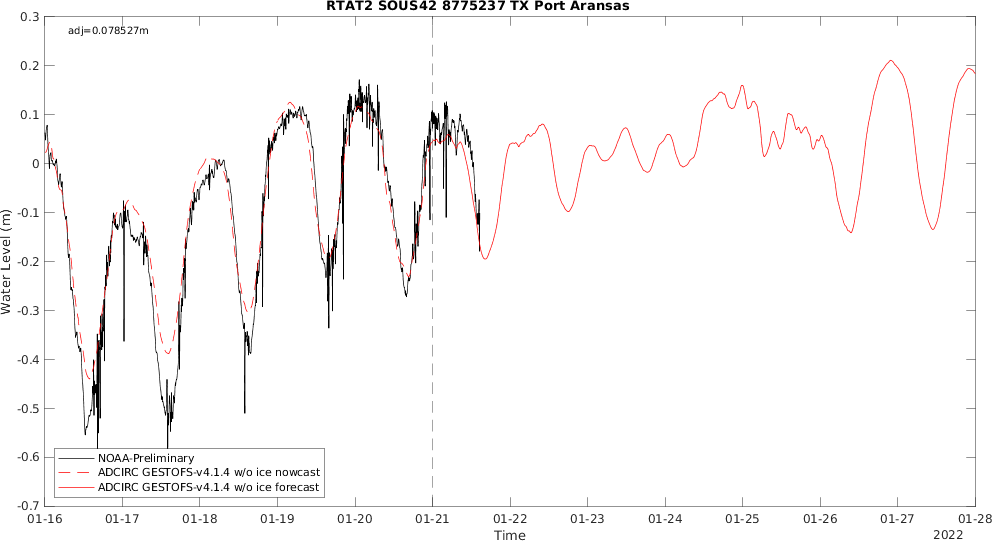 RTAT2 SOUS42 8775237 TX Port Aransas
adj=0.078527m
0.3
0.2
0.1
0
-0.1
-0.2
-0.3
-0.4
-0.5
-0.6
-0.7
Water Level (m)
NOAA-Preliminary
ADCIRC GESTOFS-v4.1.4 w/o ice nowcast
ADCIRC GESTOFS-v4.1.4 w/o ice forecast
01-16 01-17 01-18 01-19 01-20 01-21 01-22 01-23 01-24 01-25 01-26 01-27 01-28
Time
2022